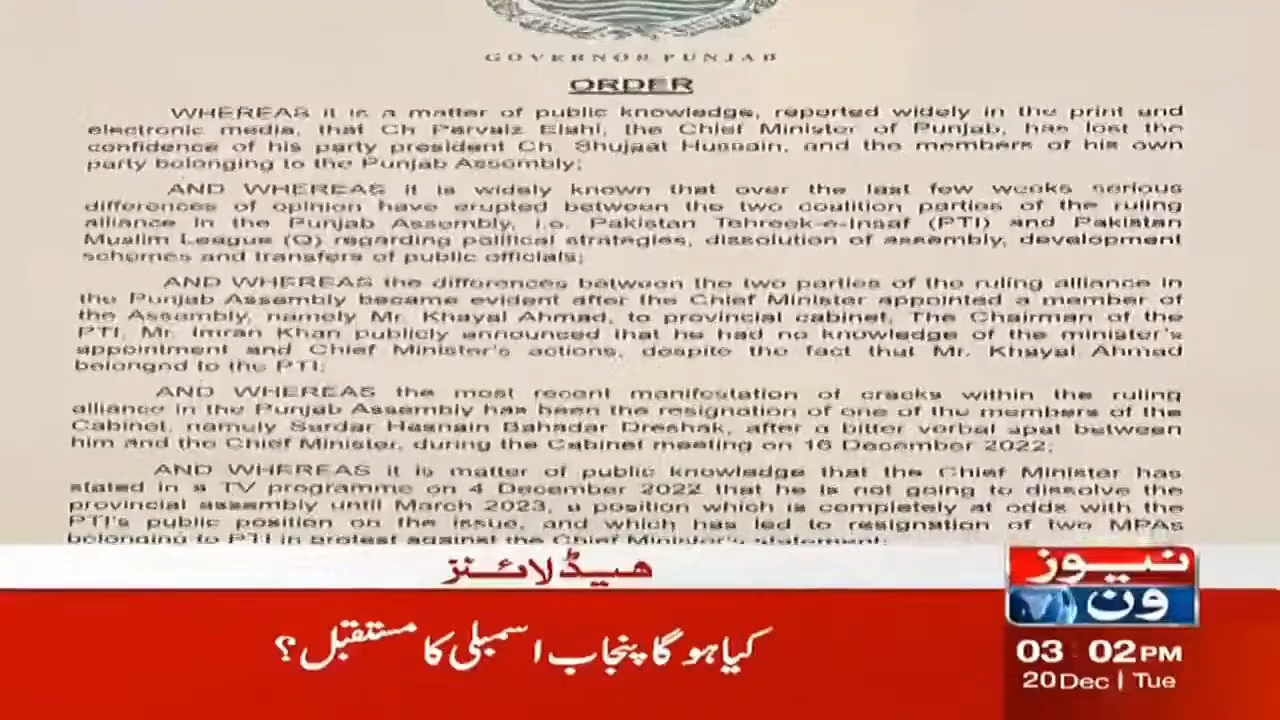 GOVERNOR PUNJAB
ORDER
WHEREAS it is a matter of public knowledge, reported widely in the print and
electronic media, that Ch Parvaiz Elahi, the Chief Minister of Punjab, has lost the
confidence of his party president Ch. Shujaat Hussain, and the members of his own
party belonging to the Punjab Assembly;
AND WHEREAS it is widely known that over the last few weeks serious
differences of opinion have erupted between the two coalition parties of the ruling
alliance in the Punjab Assembly, i.e. Pakistan Tehreek-e-Insaf (PTI) and Pakistan
Muslim League (Q) regarding political strategies, dissolution of assembly, development
schemes and transfers of public officials;
AND WHEREAS the differences between the two parties of the ruling alliance in
the Punjab Assembly became evident after the Chief Minister appointed a member of
the Assembly, namely Mr. Khayal Ahmad, to provincial cabinet, The Chairman of the
PTI, Mr. Imran Khan publicly announced that he had no knowledge of the minister's
appointment and Chief Minister's actions, despite the fact that Mr. Khayal Ahmad
belonged to the PTI;
AND WHEREAS the most recent manifestation of cracks within the ruling
alliance in the Punjab Assembly has been the resignation of one of the members of the
Cabinet, namely Sardar Hasnain Bahadar Dreshak, after a bitter verbal spat between
him and the Chief Minister, during the Cabinet meeting on 16 December 2022;
AND WHEREAS it is matter of public knowledge that the Chief Minister has
stated in a TV programme on 4 December 2022 that he is not going to dissolve the
provincial assembly until March 2023, a position which is completely at odds with the
PTI's public position on the issue, and which has led to resignation of two MPAs
belonging to PTI in protest against the Chief Minister's statement;
ہیڈلائنز
کیا ہو گا پنجاب اسمبلی کا مستقبل؟
نیوز
ون
03 02 PM
20 Dec | Tue